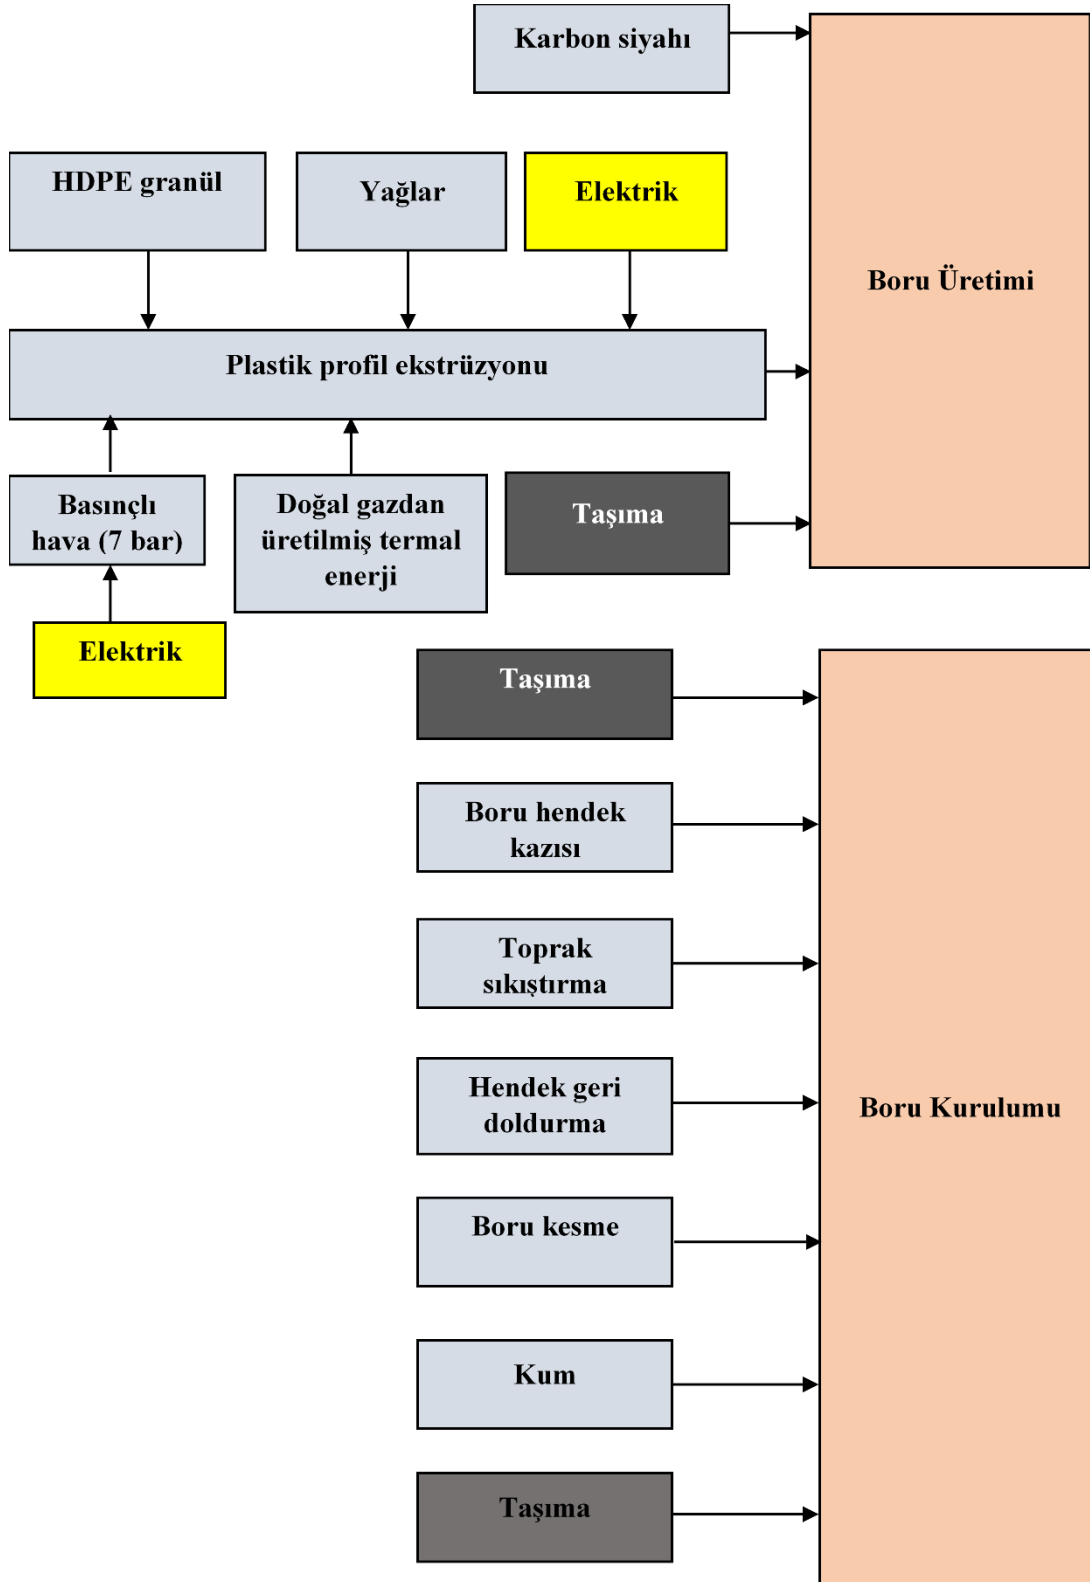 Karbon siyahı
HDPE granül
Yağlar
Elektrik
Boru Üretimi
Plastik profil ekstrüzyonu
Basınçlı
hava (7 bar)
Doğal gazdan
üretilmiş termal
enerji
Taşıma
Elektrik
Taşıma
Boru hendek
kazısı
Toprak
sıkıştırma
Hendek geri
doldurma
Boru Kurulumu
Boru kesme
Kum
Taşıma